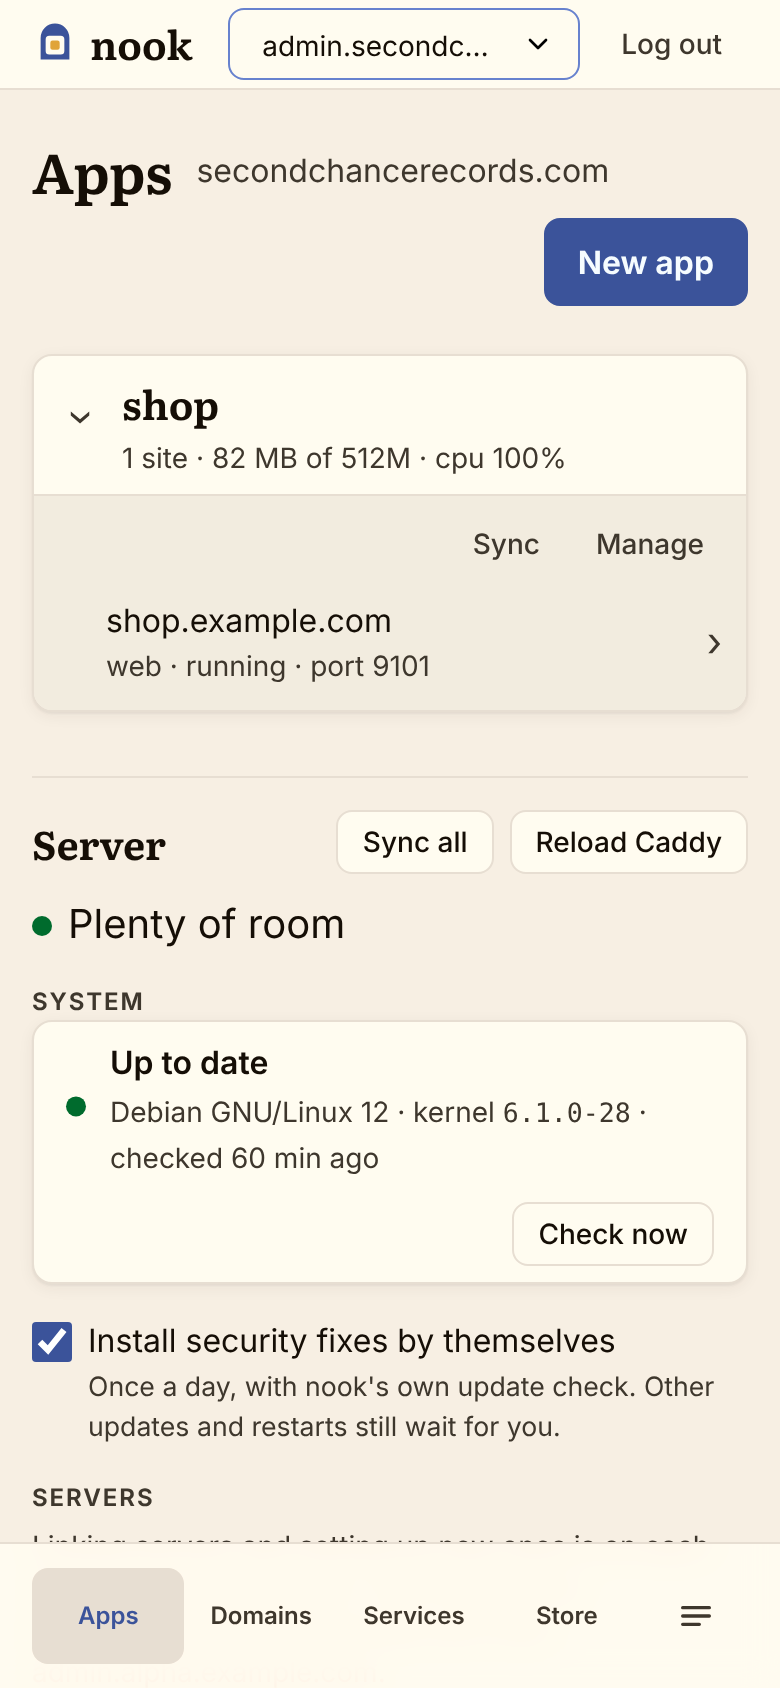 nook
admin.secondc...
Log out
Apps secondchancerecords.com
New app
shop
1 site · 82 MB of 512M · cpu 100%
Sync Manage
shop.example.com
web · running · port 9101
Server
Sync all
Reload Caddy
Plenty of room
SYSTEM
Up to date
Debian GNU/Linux 12 · kernel 6.1.0-28 ·
checked 60 min ago
Check now
Install security fixes by themselves
Once a day, with nook's own update check. Other
updates and restarts still wait for you.
SERVERS
Apps Domains Services Store